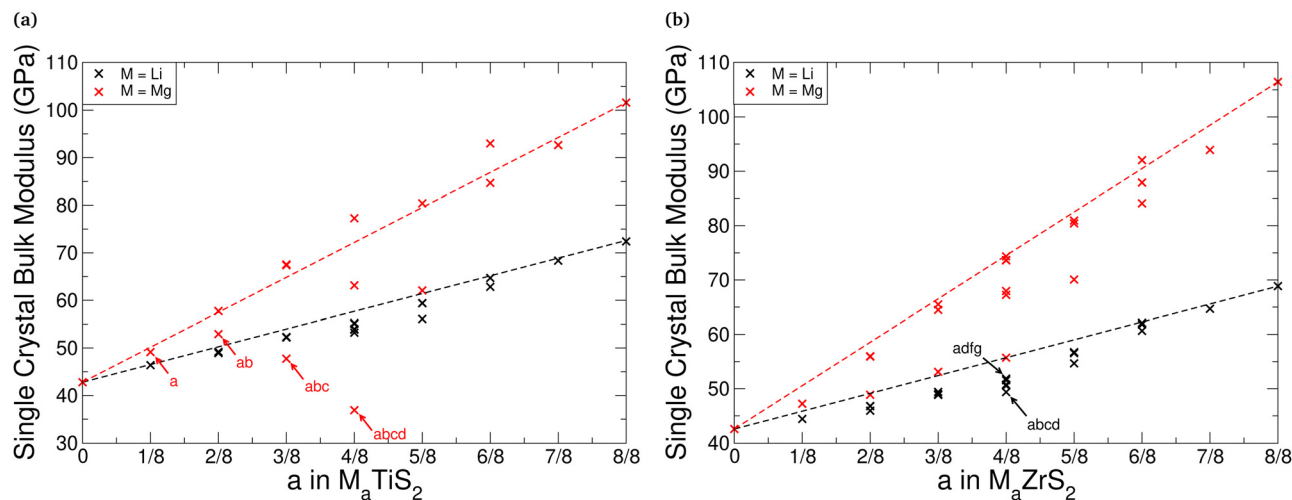 (a)
Single Crystal Bulk Modulus (GPa)
110
100
90
80
70
60
50
40
30
M = Li
M = Mg
a
ab
abc
abcd
0 1/8 2/8 3/8 4/8 5/8 6/8 7/8 8/8
a in MₐTiS₂
(b)
Single Crystal Bulk Modulus (GPa)
110
100
90
80
70
60
50
40
M = Li
M = Mg
adfg
abcd
0 1/8 2/8 3/8 4/8 5/8 6/8 7/8 8/8
a in MₐZrS₂